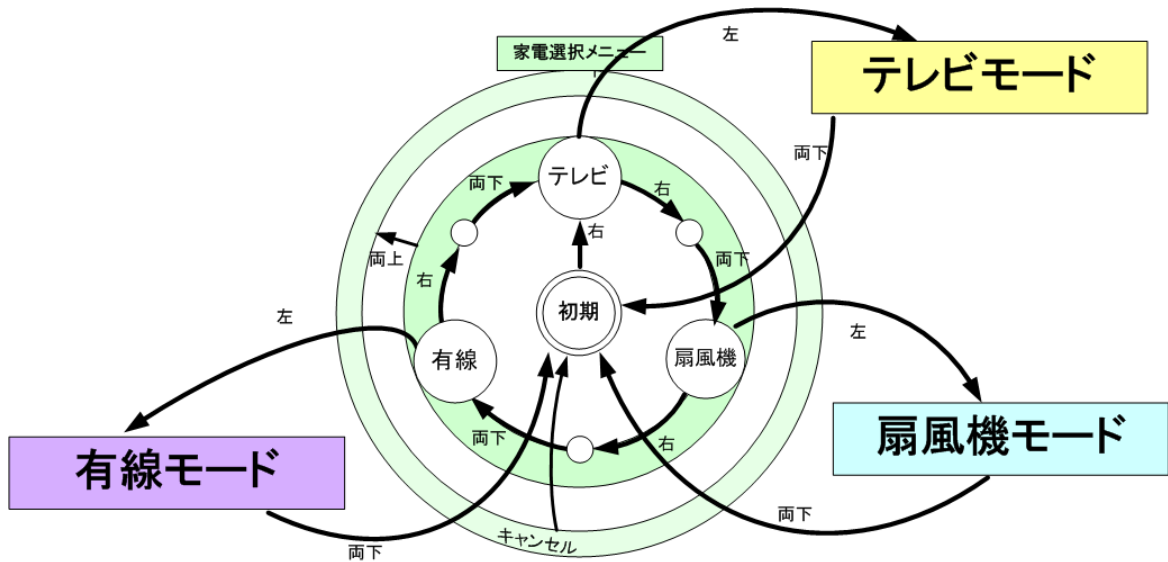 家電選択メニュー
左
テレビモード
両下
テレビ
両下
右
右
両下
両上
右
初期
左
左
有線
扇風機
扇風機モード
有線モード
両下
右
両下
両下
キャンセル